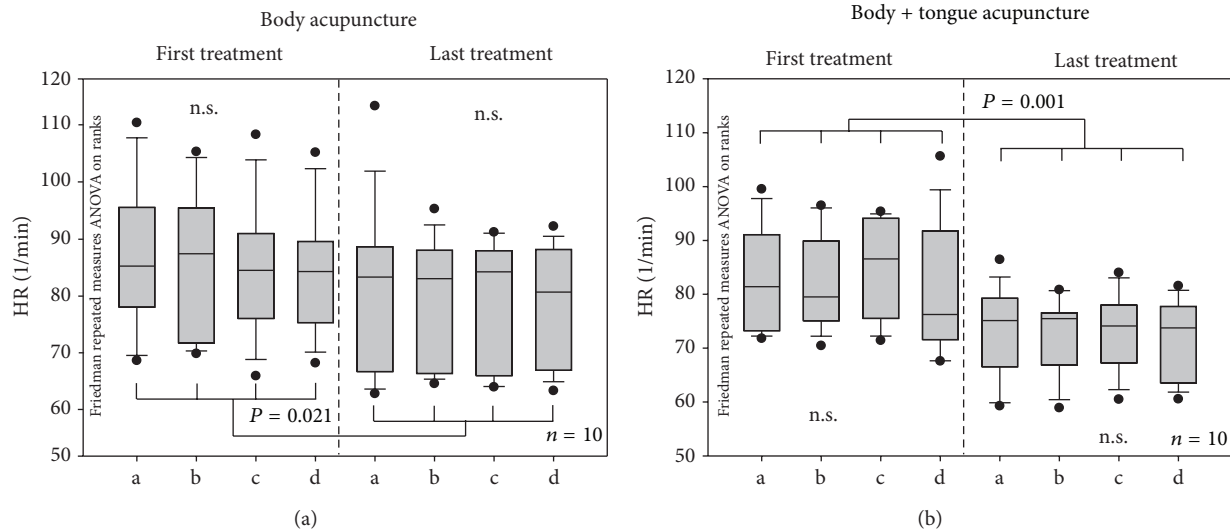 Body acupuncture
First treatment
Last treatment
120
110
100
90
80
70
60
50
HR (1/min)
Friedman repeated measures ANOVA on ranks
n.s.
n.s.
P = 0.021
n = 10
a b c d a b c d
(a)
Body + tongue acupuncture
First treatment
Last treatment
120
110
100
90
80
70
60
50
HR (1/min)
Friedman repeated measures ANOVA on ranks
P = 0.001
n.s.
n.s.
n = 10
a b c d a b c d
(b)